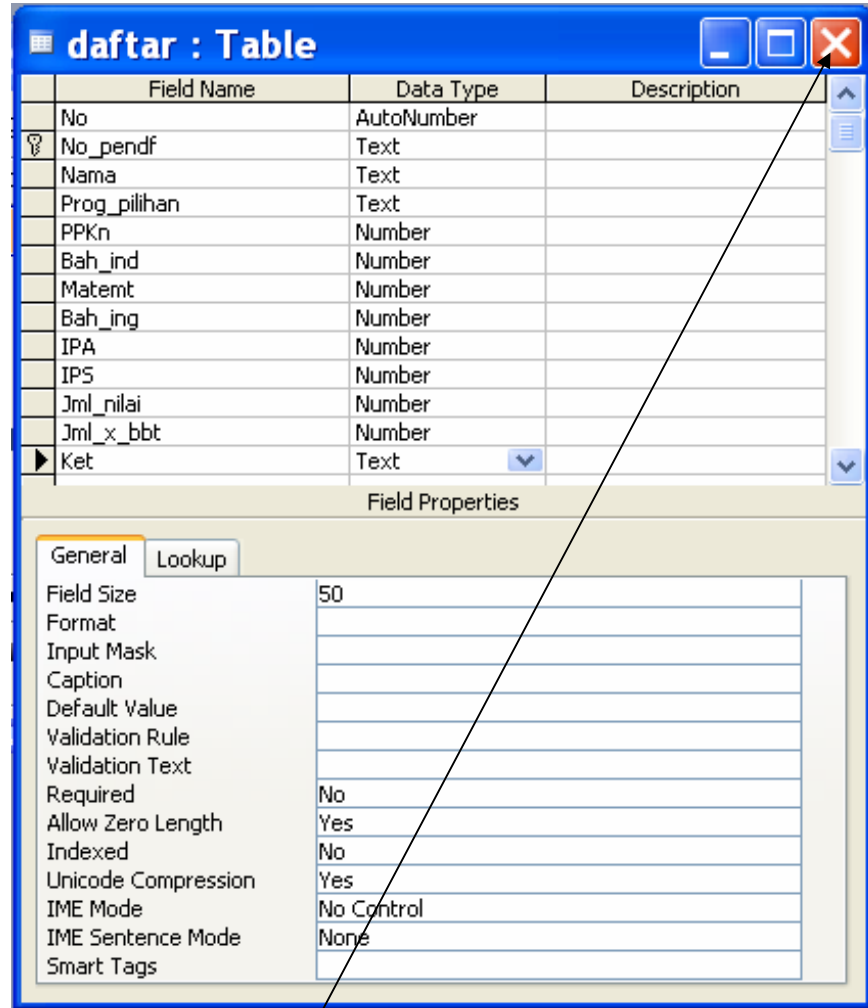 daftar : Table
Field Name Data Type Description
No AutoNumber
No_pendf Text
Nama Text
Prog_pilihan Text
PPKn Number
Bah_ind Number
Matemt Number
Bah_ing Number
IPA Number
IPS Number
Jml_nilai Number
Jml_x_bbt Number
Ket Text
Field Properties
General Lookup
Field Size 50
Format
Input Mask
Caption
Default Value
Validation Rule
Validation Text
Required No
Allow Zero Length Yes
Indexed No
Unicode Compression Yes
IME Mode No Control
IME Sentence Mode None
Smart Tags